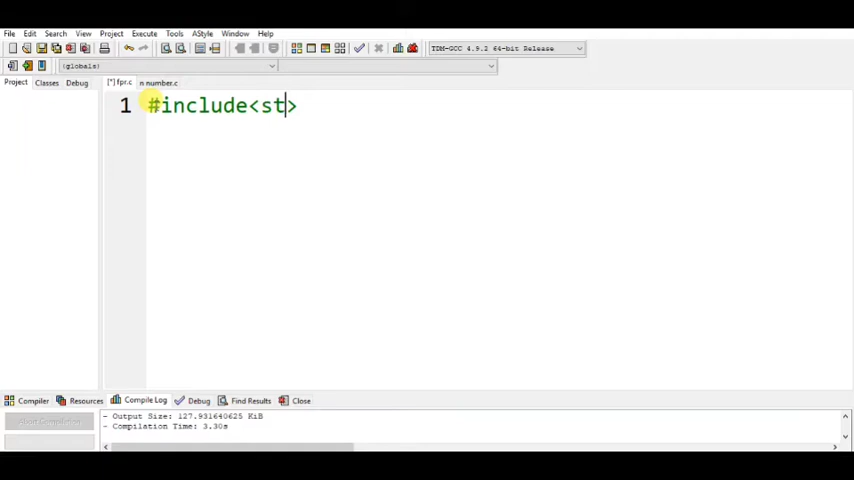 File Edit Search View Project Execute Tools AStyle Window Help
TDM-GCC 4.9.2 64-bit Release
(globals)
Project Classes Debug [*] fpr.c n number.c
1 #include<st>
Compiler Resources Compile Log Debug Find Results Close
Abort Compilation
- Output Size: 127.931640625 KiB
- Compilation Time: 3.30s